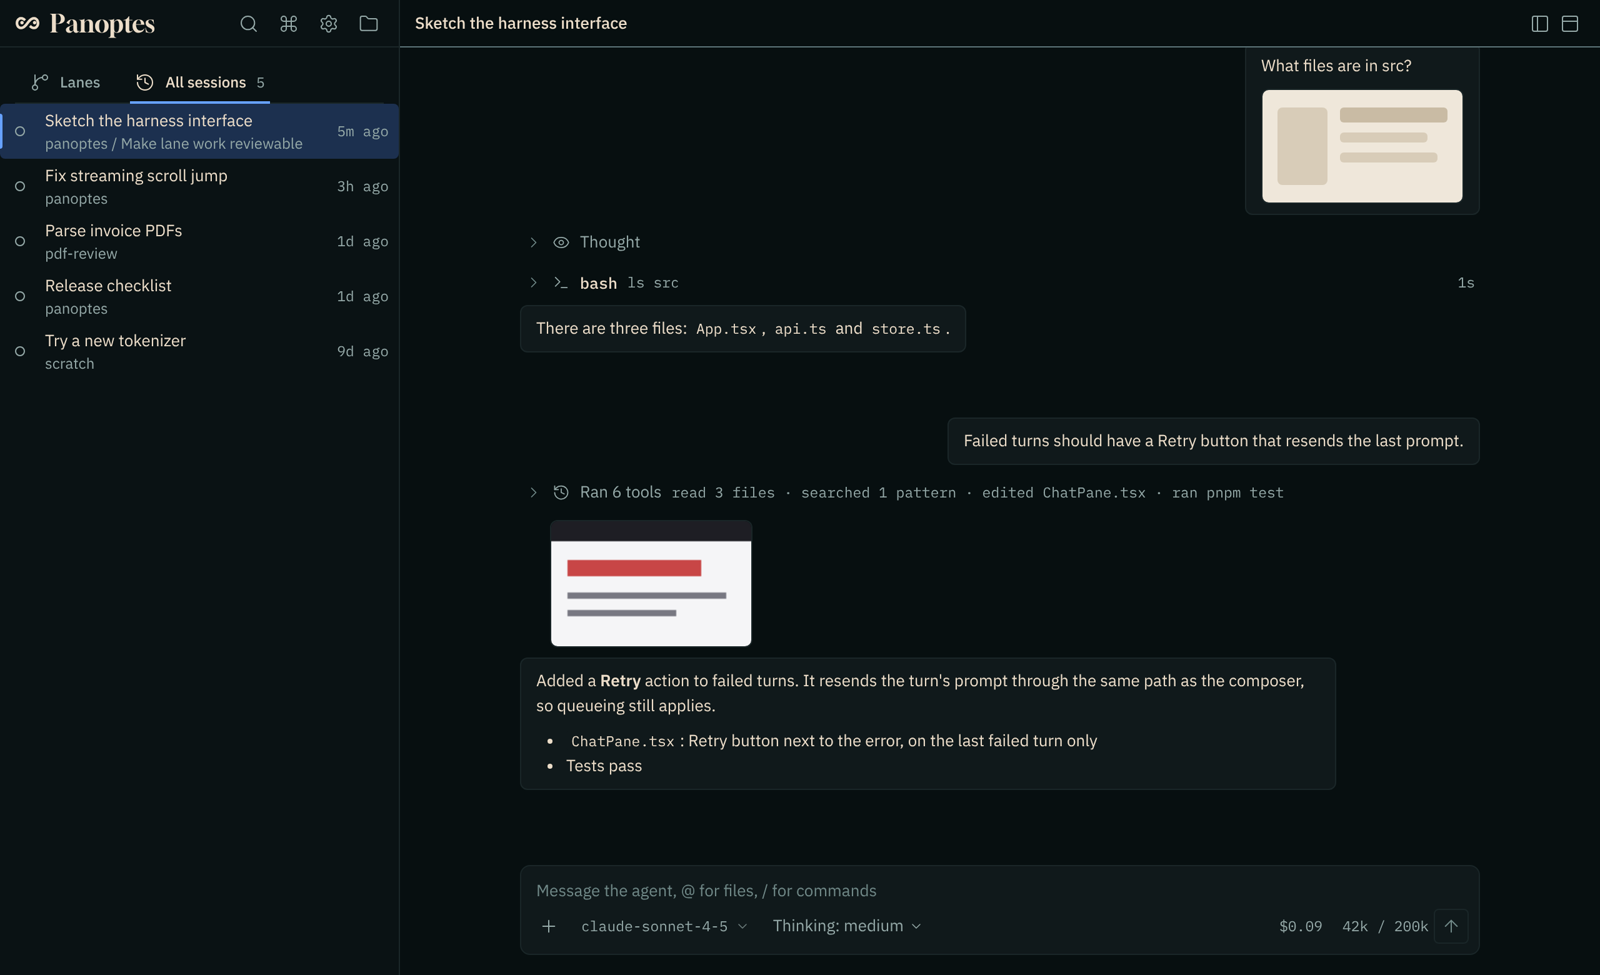 Panoptes
Sketch the harness interface
Lanes
All sessions 5
Sketch the harness interface
panoptes / Make lane work reviewable
5m ago
Fix streaming scroll jump
panoptes
3h ago
Parse invoice PDFs
pdf-review
1d ago
Release checklist
panoptes
1d ago
Try a new tokenizer
scratch
9d ago
What files are in src?
Thought
bash ls src 1s
There are three files: App.tsx, api.ts and store.ts.
Failed turns should have a Retry button that resends the last prompt.
Ran 6 tools read 3 files · searched 1 pattern · edited ChatPane.tsx · ran pnpm test
Added a Retry action to failed turns. It resends the turn's prompt through the same path as the composer,
so queueing still applies.
• ChatPane.tsx: Retry button next to the error, on the last failed turn only
• Tests pass
Message the agent, @ for files, / for commands
claude-sonnet-4-5 Thinking: medium $0.09 42k / 200k